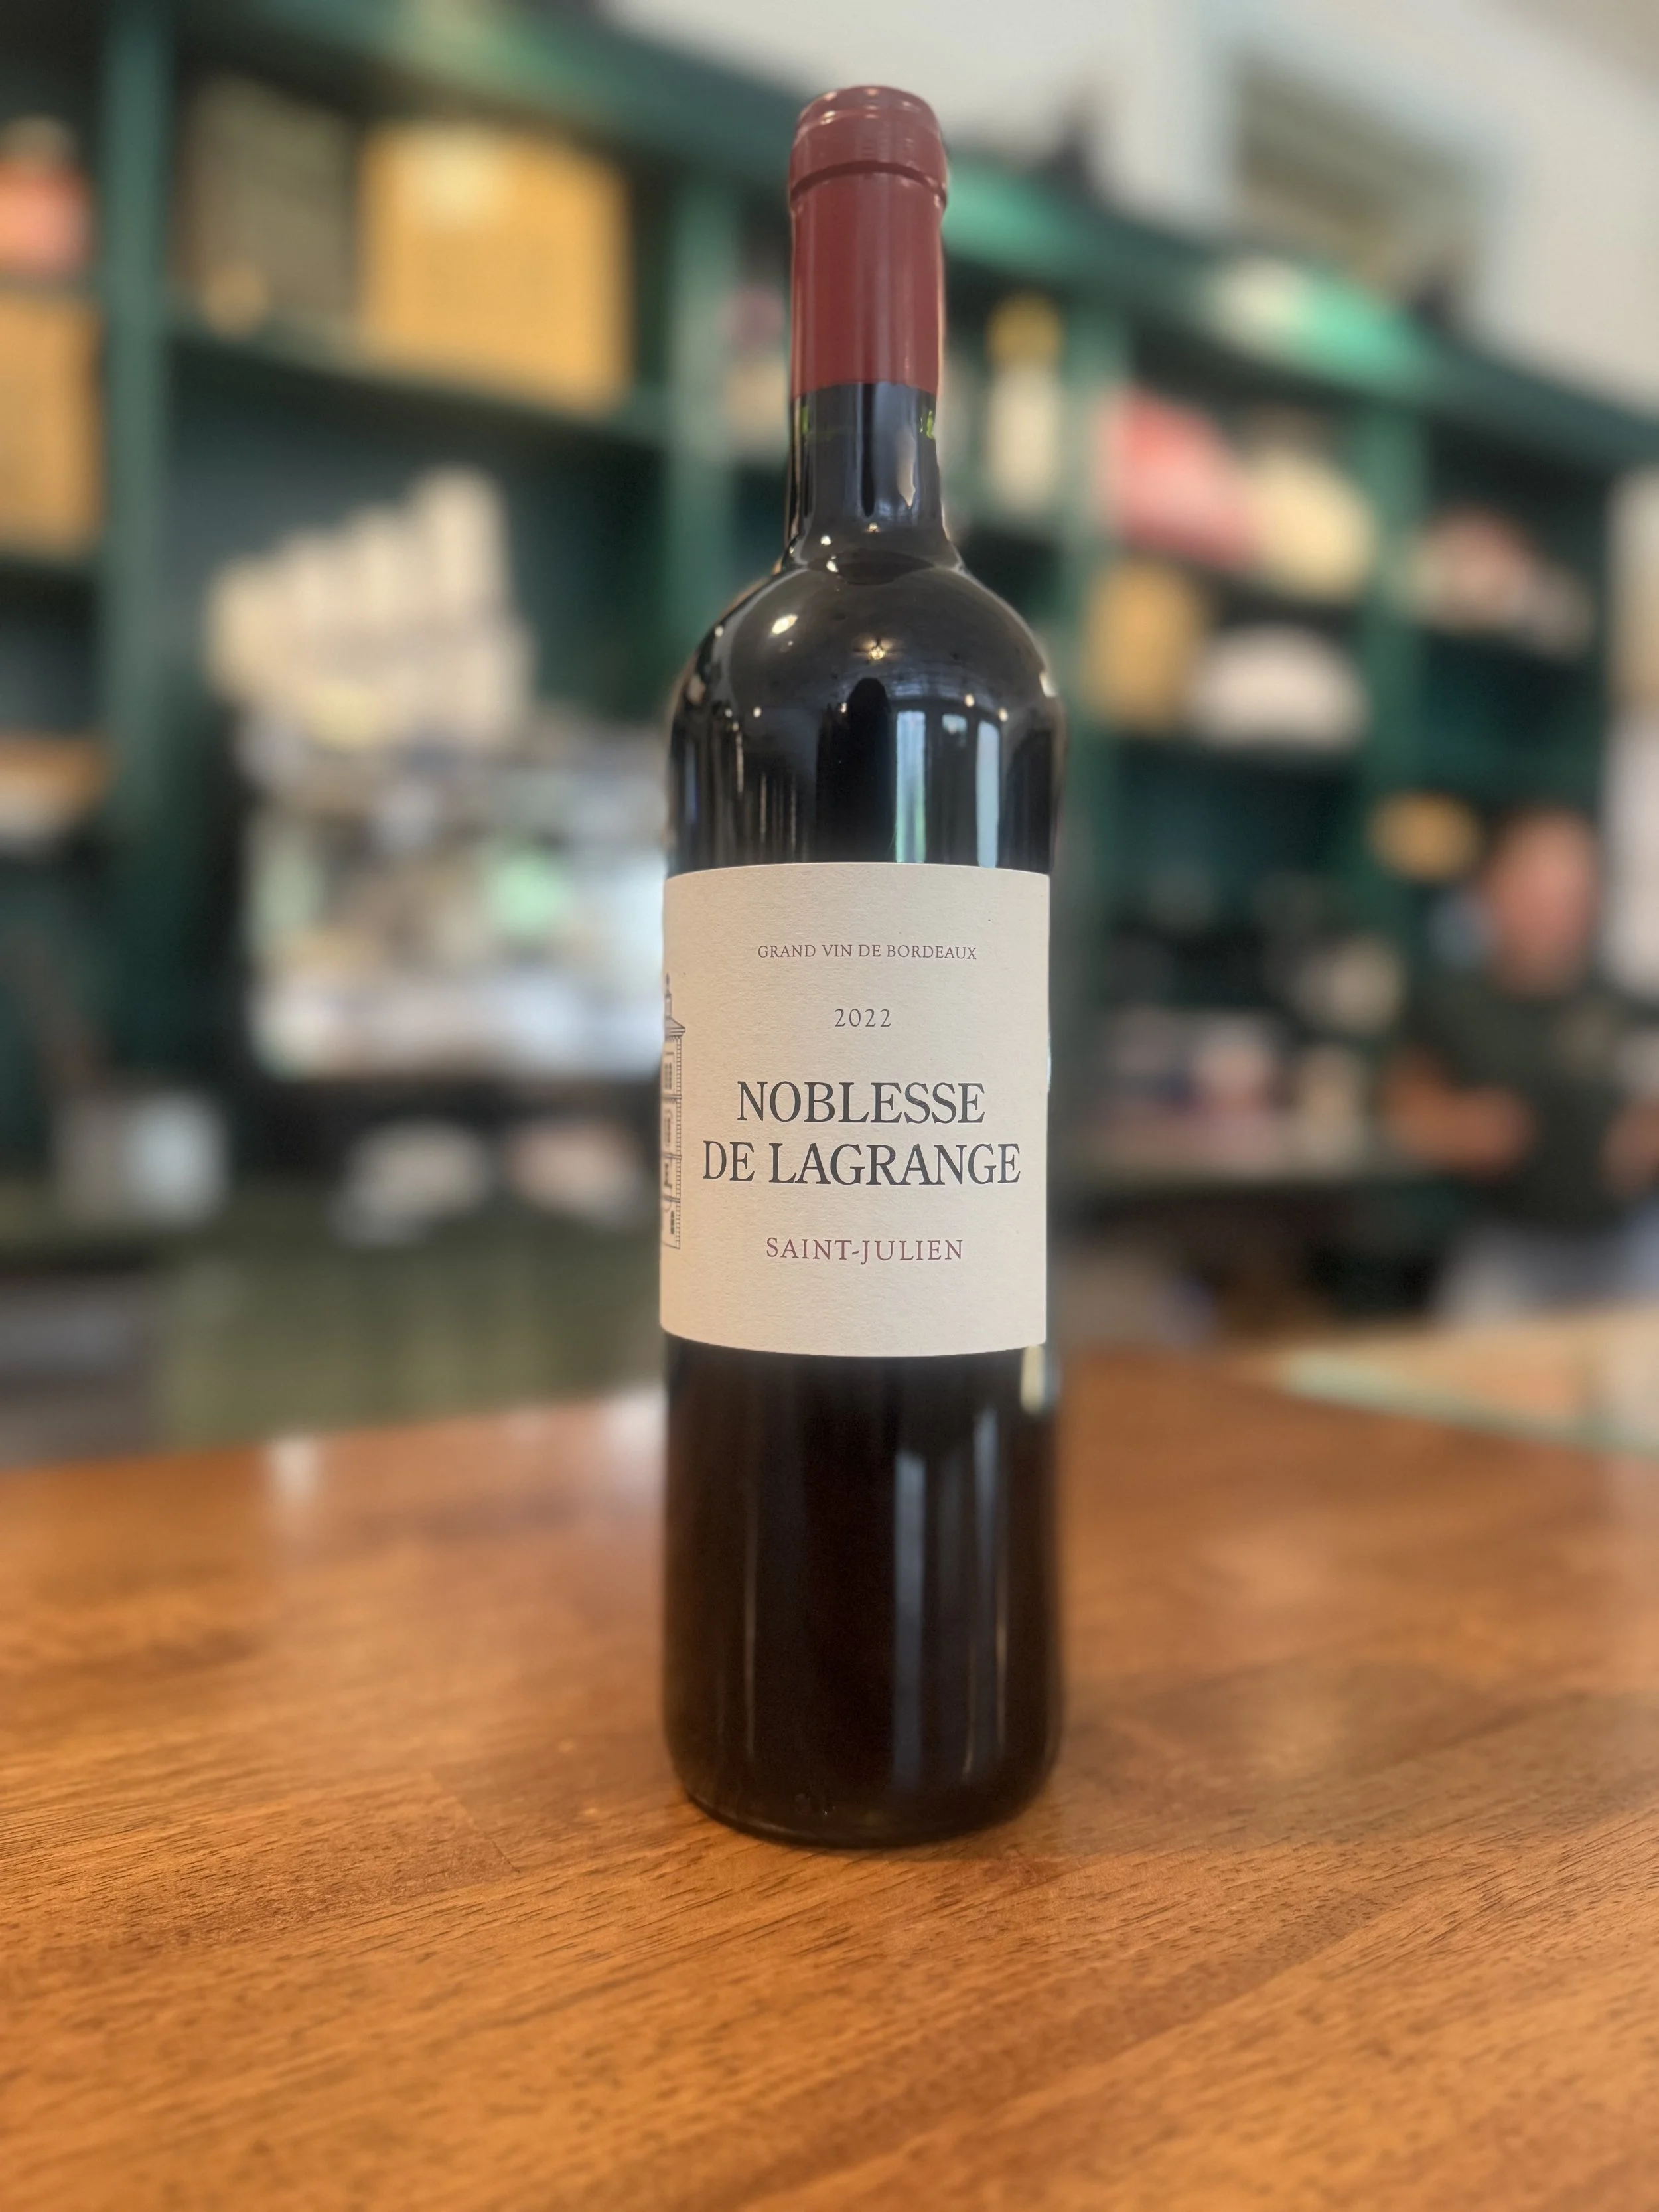 GRAND VIN DE BORDEAUX
2022
NOBLESSE
DE LAGRANGE
SAINT-JULIEN